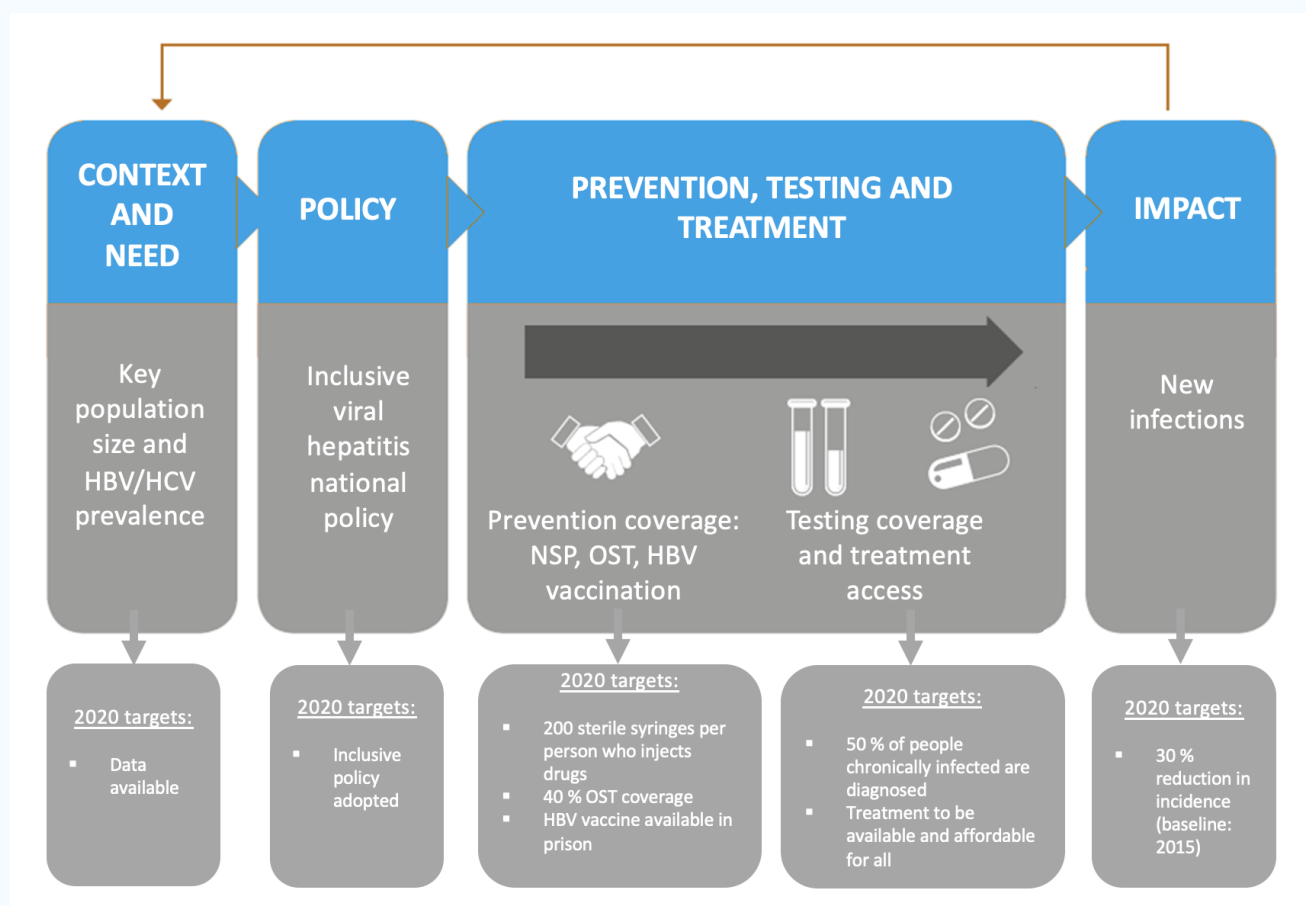 CONTEXT
AND
NEED
POLICY
PREVENTION, TESTING AND
TREATMENT
IMPACT
Key
population
size and
HBV/HCV
prevalence
Inclusive
viral
hepatitis
national
policy
Prevention coverage:
NSP, OST, HBV
vaccination
Testing coverage
and treatment
access
New
infections
2020 targets:
▪ Data
available
2020 targets:
▪ Inclusive
policy
adopted
2020 targets:
▪ 200 sterile syringes per
person who injects
drugs
▪ 40 % OST coverage
▪ HBV vaccine available in
prison
2020 targets:
▪ 50 % of people
chronically infected are
diagnosed
▪ Treatment to be
available and affordable
for all
2020 targets:
▪ 30 %
reduction in
incidence
(baseline:
2015)